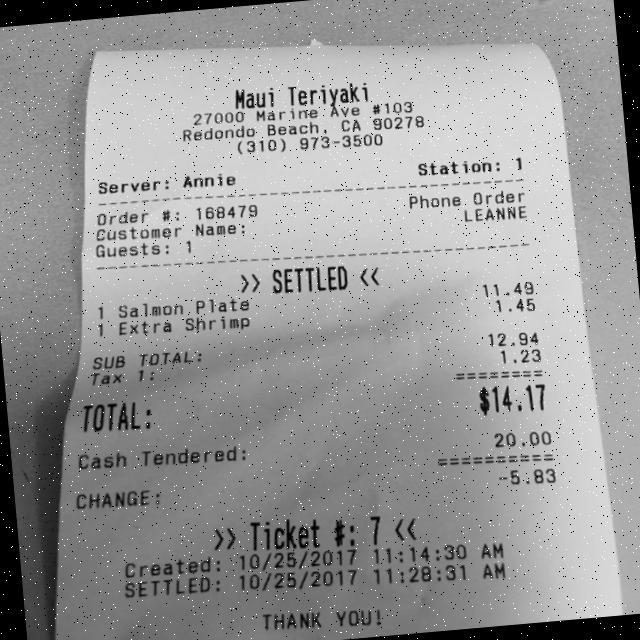 Maui Teriyaki
27000 Marine Ave #103
Redondo Beach, CA 90278
(310) 973-3500
Server: Annie Station: 1
Order #: 168479 Phone Order
Customer Name: LEANNE
Guests: 1
>> SETTLED <<
1 Salmon Plate 11.49
1 Extra Shrimp 1.45
SUB TOTAL: 12.94
Tax 1: 1.23
========
TOTAL: $14.17
Cash Tendered: 20.00
==========
CHANGE: -5.83
>> Ticket #: 7 <<
Created: 10/25/2017 11:14:30 AM
SETTLED: 10/25/2017 11:28:31 AM
THANK YOU!